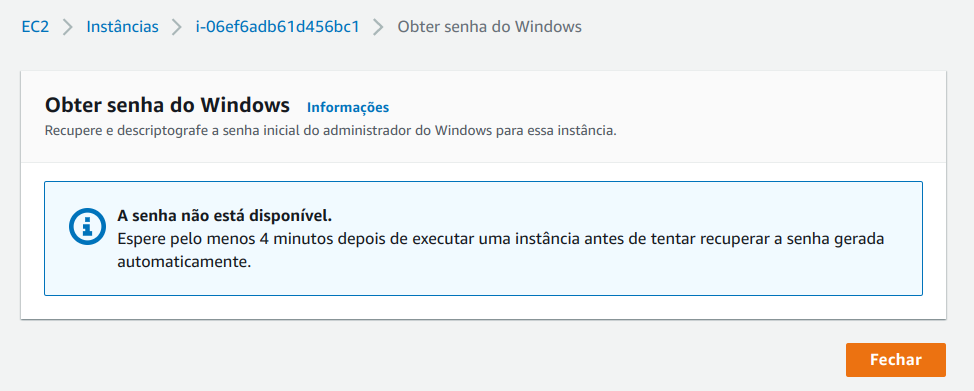 EC2 > Instâncias > i-06ef6adb61d456bc1 > Obter senha do Windows
Obter senha do Windows Informações
Recupere e descriptografe a senha inicial do administrador do Windows para essa instância.
A senha não está disponível.
Espere pelo menos 4 minutos depois de executar uma instância antes de tentar recuperar a senha gerada
automaticamente.
Fechar